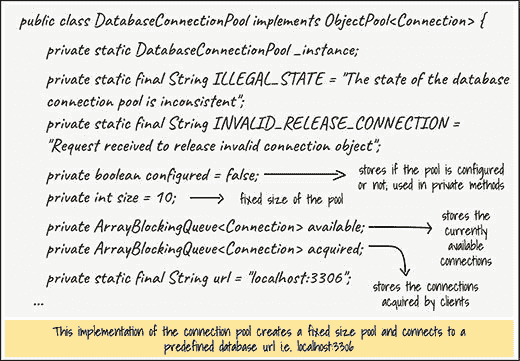 public class DatabaseConnectionPool implements ObjectPool<Connection> {
private static DatabaseConnectionPool _instance;
private static final String ILLEGAL_STATE = "The state of the database
connection pool is inconsistent";
private static final String INVALID_RELEASE_CONNECTION =
"Request received to release invalid connection object";
private boolean configured = false;
stores if the pool is configured
or not, used in private methods
private int size = 10;
fixed size of the pool
private ArrayBlockingQueue<Connection> available;
stores the
currently
available
connections
private ArrayBlockingQueue<Connection> acquired;
private static final String url = "localhost:3306";
stores the connections
acquired by clients
...
This implementation of the connection pool creates a fixed size pool and connects to a
predefined database url i.e. localhost:3306